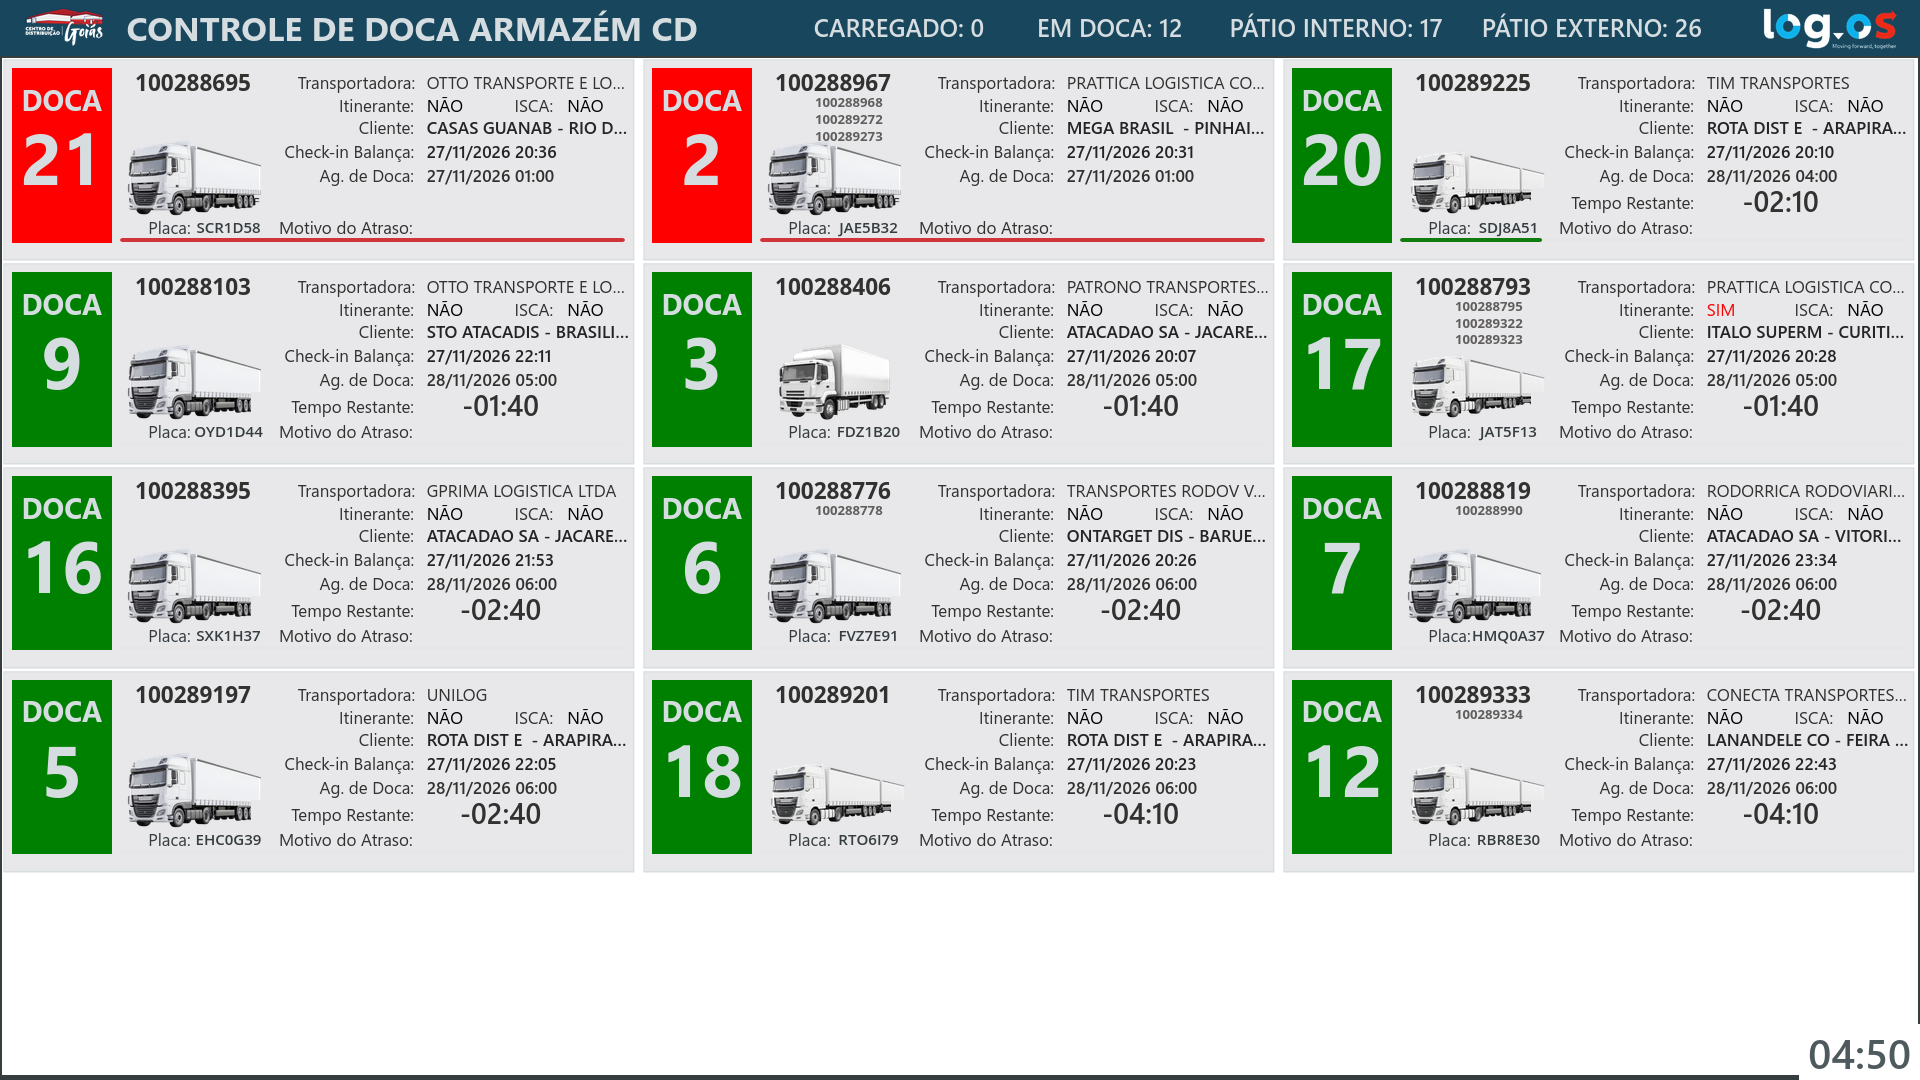 CENTRO DE
DISTRIBUIÇÃO Goiás
CONTROLE DE DOCA ARMAZÉM CD
CARREGADO: 0
EM DOCA: 12
PÁTIO INTERNO: 17
PÁTIO EXTERNO: 26
log.os
Moving forward, together
DOCA
21
100288695
Transportadora: OTTO TRANSPORTE E LO...
Itinerante: NÃO ISCA: NÃO
Cliente: CASAS GUANAB - RIO D...
Check-in Balança: 27/11/2026 20:36
Ag. de Doca: 27/11/2026 01:00
Placa: SCR1D58 Motivo do Atraso:
DOCA
2
100288967
100288968
100289272
100289273
Transportadora: PRATTICA LOGISTICA CO...
Itinerante: NÃO ISCA: NÃO
Cliente: MEGA BRASIL - PINHAI...
Check-in Balança: 27/11/2026 20:31
Ag. de Doca: 27/11/2026 01:00
Placa: JAE5B32 Motivo do Atraso:
DOCA
20
100289225
Transportadora: TIM TRANSPORTES
Itinerante: NÃO ISCA: NÃO
Cliente: ROTA DIST E - ARAPIRA...
Check-in Balança: 27/11/2026 20:10
Ag. de Doca: 28/11/2026 04:00
Tempo Restante: -02:10
Placa: SDJ8A51 Motivo do Atraso:
DOCA
9
100288103
Transportadora: OTTO TRANSPORTE E LO...
Itinerante: NÃO ISCA: NÃO
Cliente: STO ATACADIS - BRASILI...
Check-in Balança: 27/11/2026 22:11
Ag. de Doca: 28/11/2026 05:00
Tempo Restante: -01:40
Placa: OYD1D44 Motivo do Atraso:
DOCA
3
100288406
Transportadora: PATRONO TRANSPORTES...
Itinerante: NÃO ISCA: NÃO
Cliente: ATACADAO SA - JACARE...
Check-in Balança: 27/11/2026 20:07
Ag. de Doca: 28/11/2026 05:00
Tempo Restante: -01:40
Placa: FDZ1B20 Motivo do Atraso:
DOCA
17
100288793
100288795
100289322
100289323
Transportadora: PRATTICA LOGISTICA CO...
Itinerante: SIM ISCA: NÃO
Cliente: ITALO SUPERM - CURITI...
Check-in Balança: 27/11/2026 20:28
Ag. de Doca: 28/11/2026 05:00
Tempo Restante: -01:40
Placa: JAT5F13 Motivo do Atraso:
DOCA
16
100288395
Transportadora: GPRIMA LOGISTICA LTDA
Itinerante: NÃO ISCA: NÃO
Cliente: ATACADAO SA - JACARE...
Check-in Balança: 27/11/2026 21:53
Ag. de Doca: 28/11/2026 06:00
Tempo Restante: -02:40
Placa: SXK1H37 Motivo do Atraso:
DOCA
6
100288776
100288778
Transportadora: TRANSPORTES RODOV V...
Itinerante: NÃO ISCA: NÃO
Cliente: ONTARGET DIS - BARUE...
Check-in Balança: 27/11/2026 20:26
Ag. de Doca: 28/11/2026 06:00
Tempo Restante: -02:40
Placa: FVZ7E91 Motivo do Atraso:
DOCA
7
100288819
100288990
Transportadora: RODORRICA RODOVIARI...
Itinerante: NÃO ISCA: NÃO
Cliente: ATACADAO SA - VITORI...
Check-in Balança: 27/11/2026 23:34
Ag. de Doca: 28/11/2026 06:00
Tempo Restante: -02:40
Placa: HMQ0A37 Motivo do Atraso:
DOCA
5
100289197
Transportadora: UNILOG
Itinerante: NÃO ISCA: NÃO
Cliente: ROTA DIST E - ARAPIRA...
Check-in Balança: 27/11/2026 22:05
Ag. de Doca: 28/11/2026 06:00
Tempo Restante: -02:40
Placa: EHC0G39 Motivo do Atraso:
DOCA
18
100289201
Transportadora: TIM TRANSPORTES
Itinerante: NÃO ISCA: NÃO
Cliente: ROTA DIST E - ARAPIRA...
Check-in Balança: 27/11/2026 20:23
Ag. de Doca: 28/11/2026 06:00
Tempo Restante: -04:10
Placa: RTO6I79 Motivo do Atraso:
DOCA
12
100289333
100289334
Transportadora: CONECTA TRANSPORTES...
Itinerante: NÃO ISCA: NÃO
Cliente: LANANDELE CO - FEIRA ...
Check-in Balança: 27/11/2026 22:43
Ag. de Doca: 28/11/2026 06:00
Tempo Restante: -04:10
Placa: RBR8E30 Motivo do Atraso:
04:50